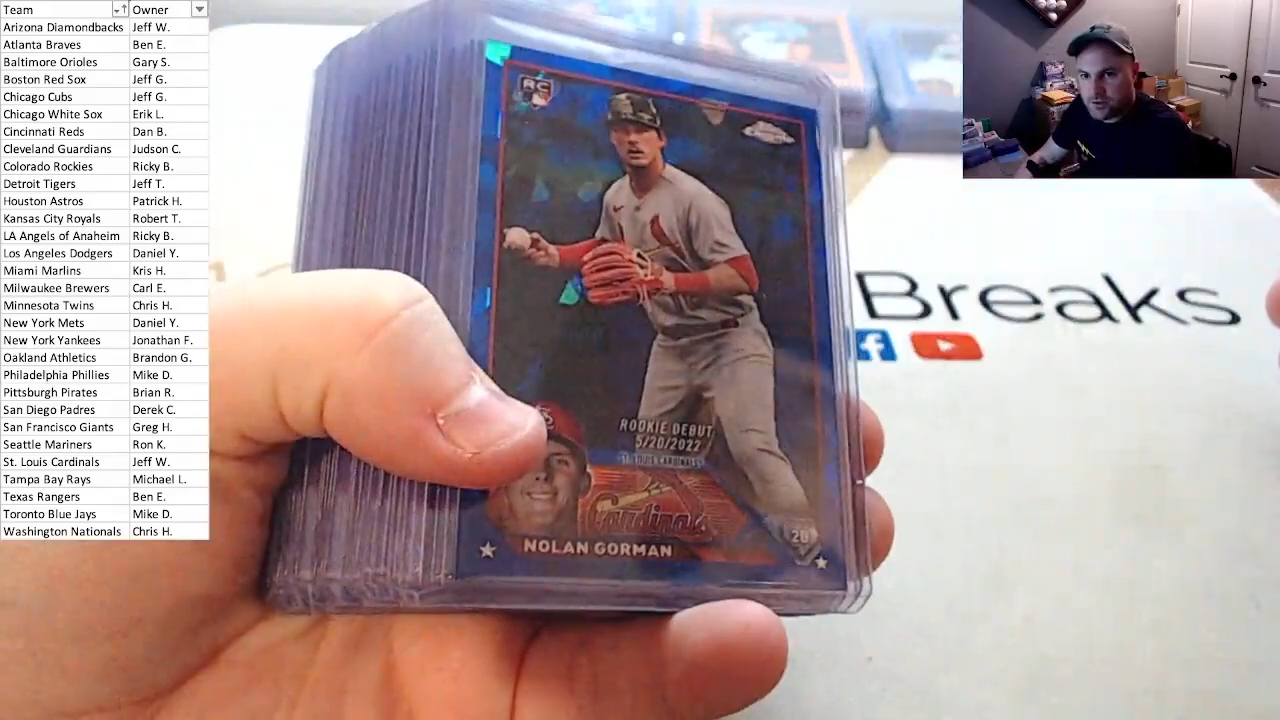 Team Owner
Arizona Diamondbacks Jeff W.
Atlanta Braves Ben E.
Baltimore Orioles Gary S.
Boston Red Sox Jeff G.
Chicago Cubs Jeff G.
Chicago White Sox Erik L.
Cincinnati Reds Dan B.
Cleveland Guardians Judson C.
Colorado Rockies Ricky B.
Detroit Tigers Jeff T.
Houston Astros Patrick H.
Kansas City Royals Robert T.
LA Angels of Anaheim Ricky B.
Los Angeles Dodgers Daniel Y.
Miami Marlins Kris H.
Milwaukee Brewers Carl E.
Minnesota Twins Chris H.
New York Mets Daniel Y.
New York Yankees Jonathan F.
Oakland Athletics Brandon G.
Philadelphia Phillies Mike D.
Pittsburgh Pirates Brian R.
San Diego Padres Derek C.
San Francisco Giants Greg H.
Seattle Mariners Ron K.
St. Louis Cardinals Jeff W.
Tampa Bay Rays Michael L.
Texas Rangers Ben E.
Toronto Blue Jays Mike D.
Washington Nationals Chris H.
RC
ROOKIE DEBUT
5/20/2022
ST. LOUIS CARDINALS
Cardinals
NOLAN GORMAN
Breaks
f